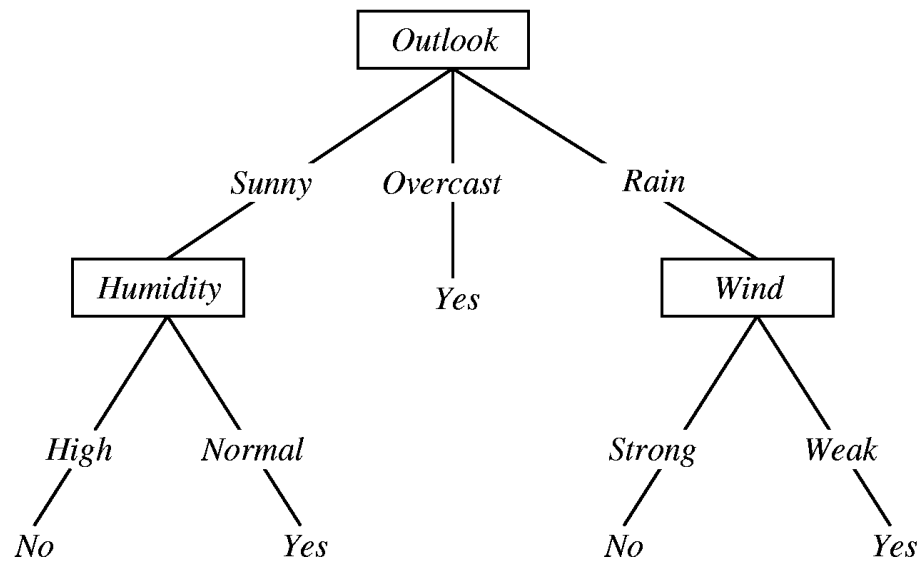 Outlook
Sunny Overcast Rain
Humidity Yes Wind
High Normal Strong Weak
No Yes No Yes